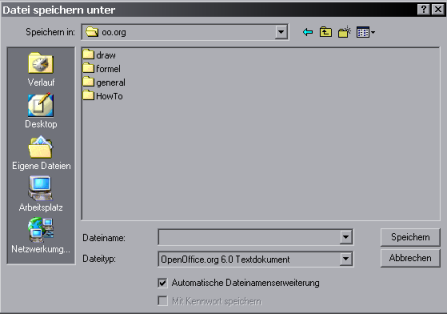 Datei speichern unter
Speichern in: oo.org
draw
formel
general
HowTo
Verlauf
Desktop
Eigene Dateien
Arbeitsplatz
Netzwerkumg...
Dateiname:
Speichern
Dateityp: OpenOffice.org 6.0 Textdokument
Abbrechen
Automatische Dateinamenserweiterung
Mit Kennwort speichern